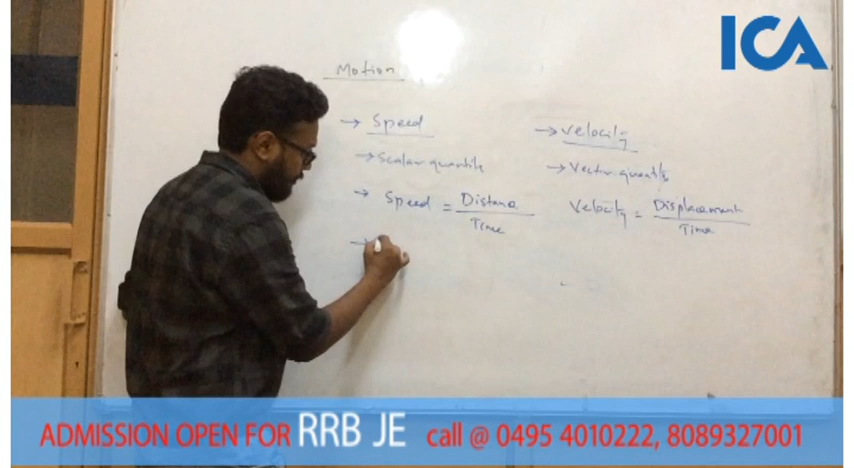 ICA
Motion
→ Speed → Velocity
→ Scalar quantity → Vector quantity
→ Speed = Distance / Time Velocity = Displacement / Time
→
ADMISSION OPEN FOR RRB JE call @ 0495 4010222, 8089327001